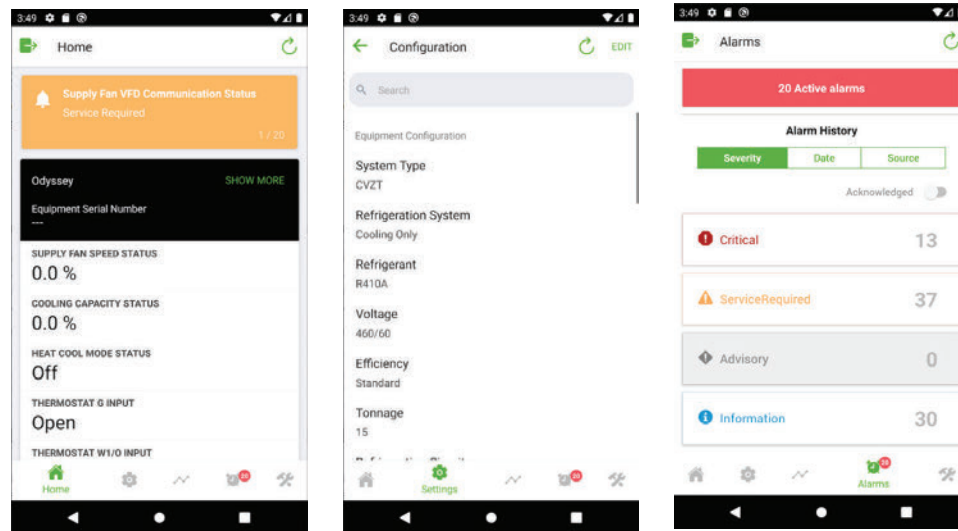 3:49
Home
Supply Fan VFD Communication Status
Service Required
1 / 20
Odyssey
SHOW MORE
Equipment Serial Number
---
SUPPLY FAN SPEED STATUS
0.0 %
COOLING CAPACITY STATUS
0.0 %
HEAT COOL MODE STATUS
Off
THERMOSTAT G INPUT
Open
THERMOSTAT W1/O INPUT
20
Home
3:49
Configuration
EDIT
Search
Equipment Configuration
System Type
CVZT
Refrigeration System
Cooling Only
Refrigerant
R410A
Voltage
460/60
Efficiency
Standard
Tonnage
15
20
Settings
3:49
Alarms
20 Active alarms
Alarm History
Severity Date Source
Acknowledged
Critical 13
ServiceRequired 37
Advisory 0
Information 30
20
Alarms